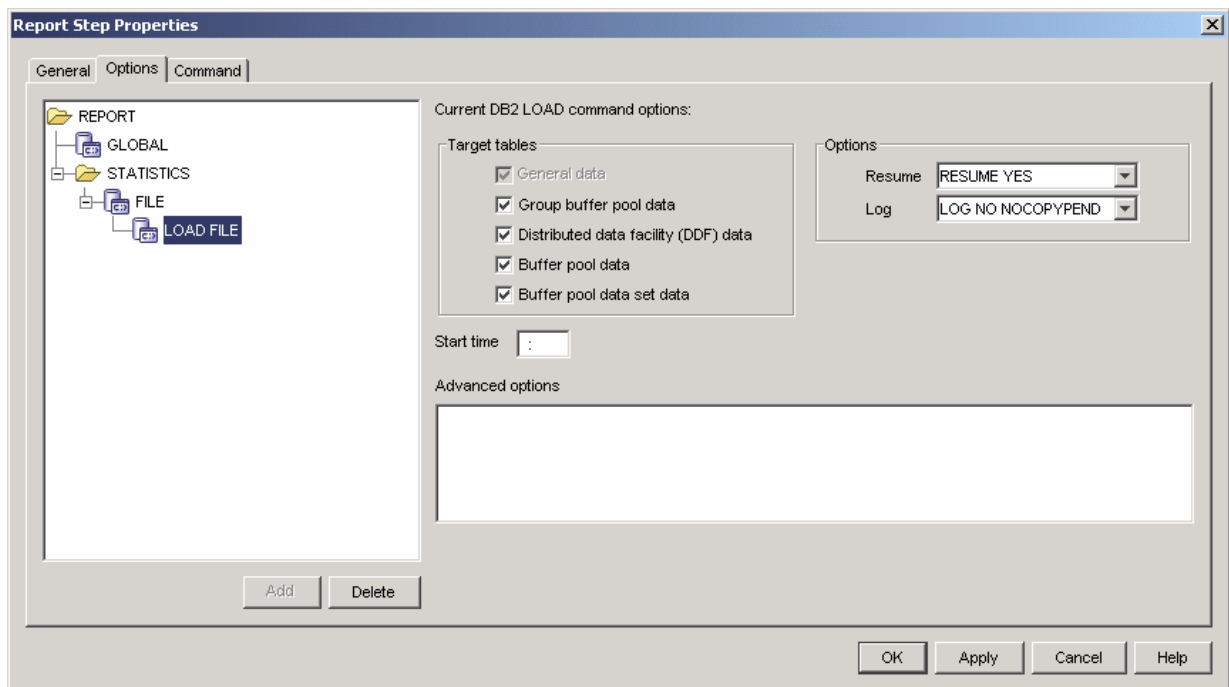 Report Step Properties
General Options Command
REPORT
GLOBAL
STATISTICS
FILE
LOAD FILE
Add Delete
Current DB2 LOAD command options:
Target tables
General data
Group buffer pool data
Distributed data facility (DDF) data
Buffer pool data
Buffer pool data set data
Options
Resume RESUME YES
Log LOG NO NOCOPYPEND
Start time :
Advanced options
OK Apply Cancel Help